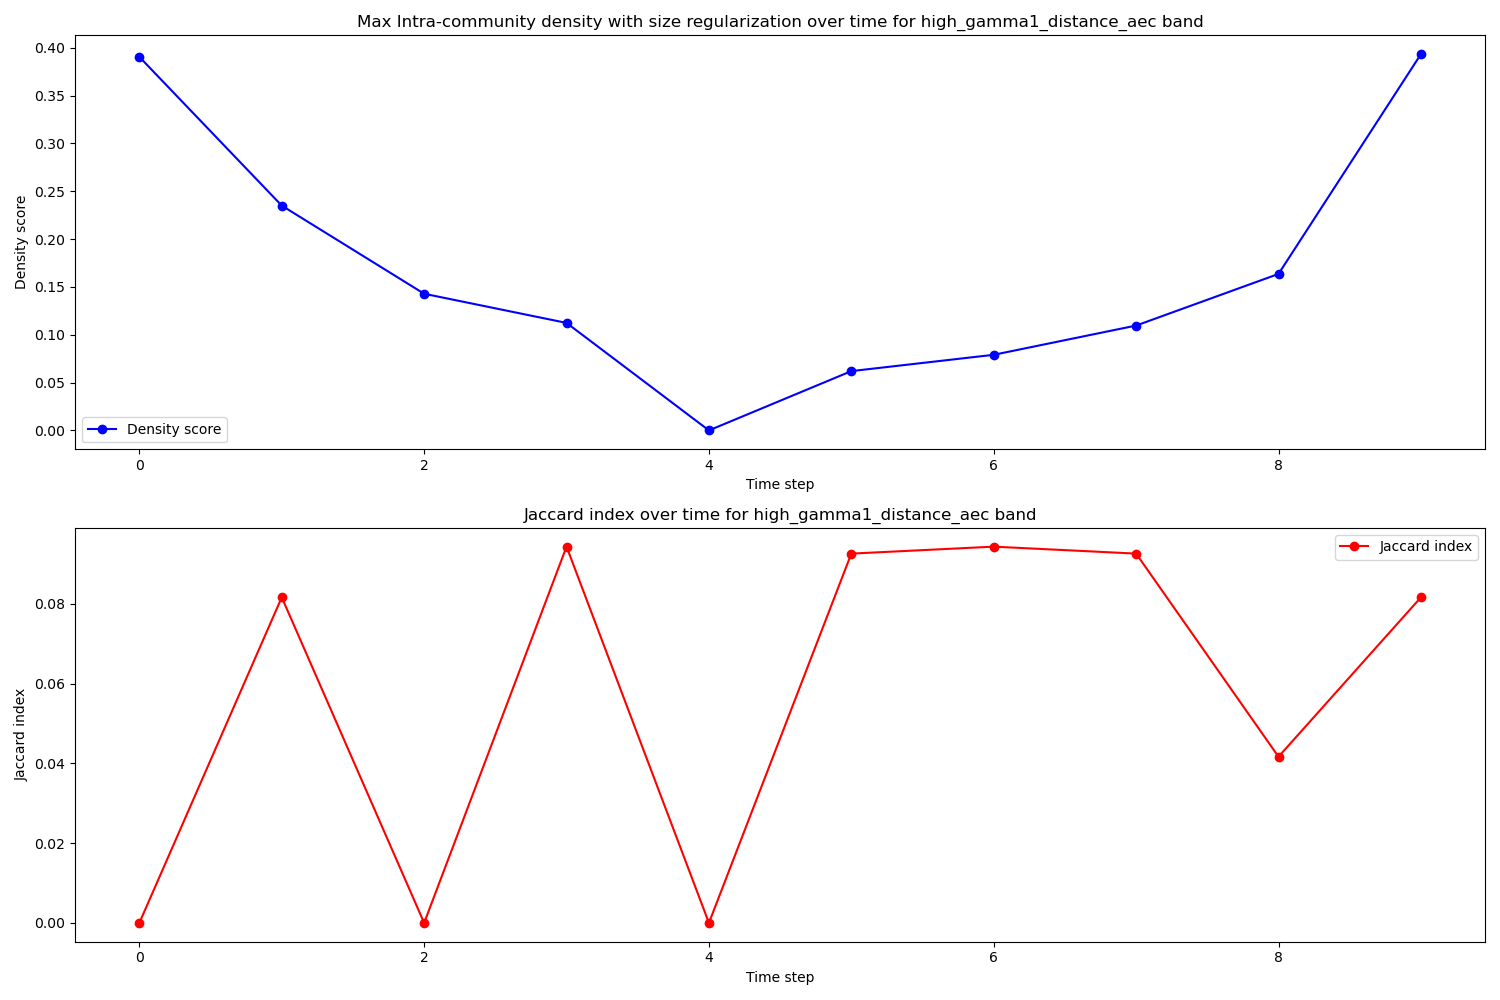 Max Intra-community density with size regularization over time for high_gamma1_distance_aec band
0.40
0.35
0.30
0.25
0.20
0.15
0.10
0.05
0.00
Density score
Density score
0 2 4 6 8
Time step
Jaccard index over time for high_gamma1_distance_aec band
Jaccard index
0.08
0.06
0.04
0.02
0.00
Jaccard index
0 2 4 6 8
Time step